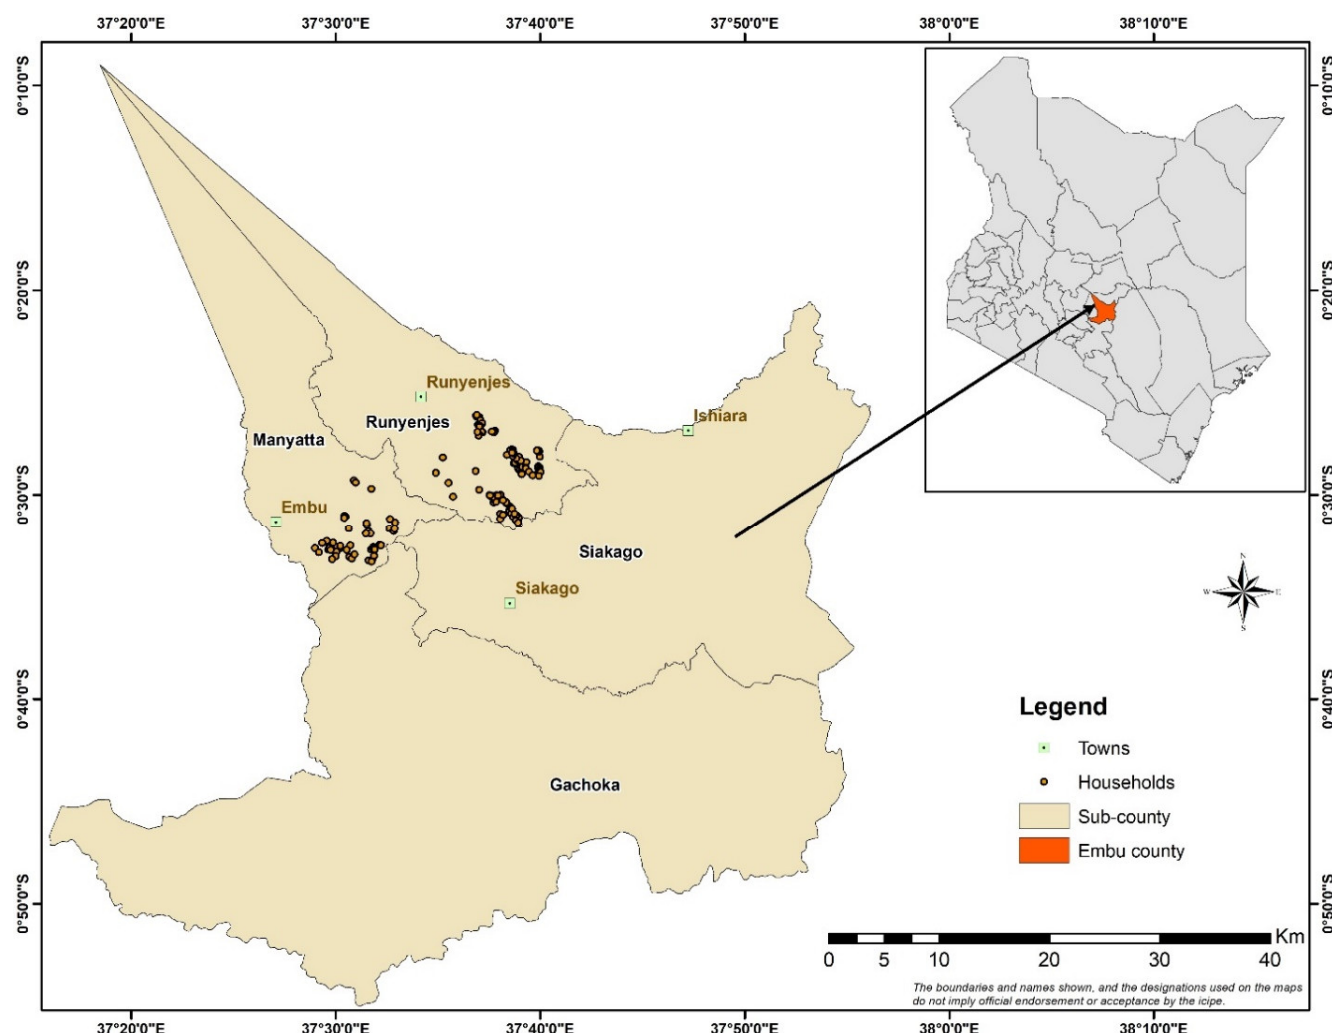 37°20'0"E 37°30'0"E 37°40'0"E 37°50'0"E 38°0'0"E 38°10'0"E
0°10'0"S 0°10'0"S
0°20'0"S 0°20'0"S
Runyenjes
Runyenjes
Ishiara
Manyatta
0°30'0"S 0°30'0"S
Embu
Siakago
Siakago
N
W E
S
0°40'0"S 0°40'0"S
Gachoka
Legend
Towns
Households
Sub-county
Embu county
0°50'0"S 0°50'0"S
Km
0 5 10 20 30 40
The boundaries and names shown, and the designations used on the maps
do not imply official endorsement or acceptance by the icipe.
37°20'0"E 37°30'0"E 37°40'0"E 37°50'0"E 38°0'0"E 38°10'0"E